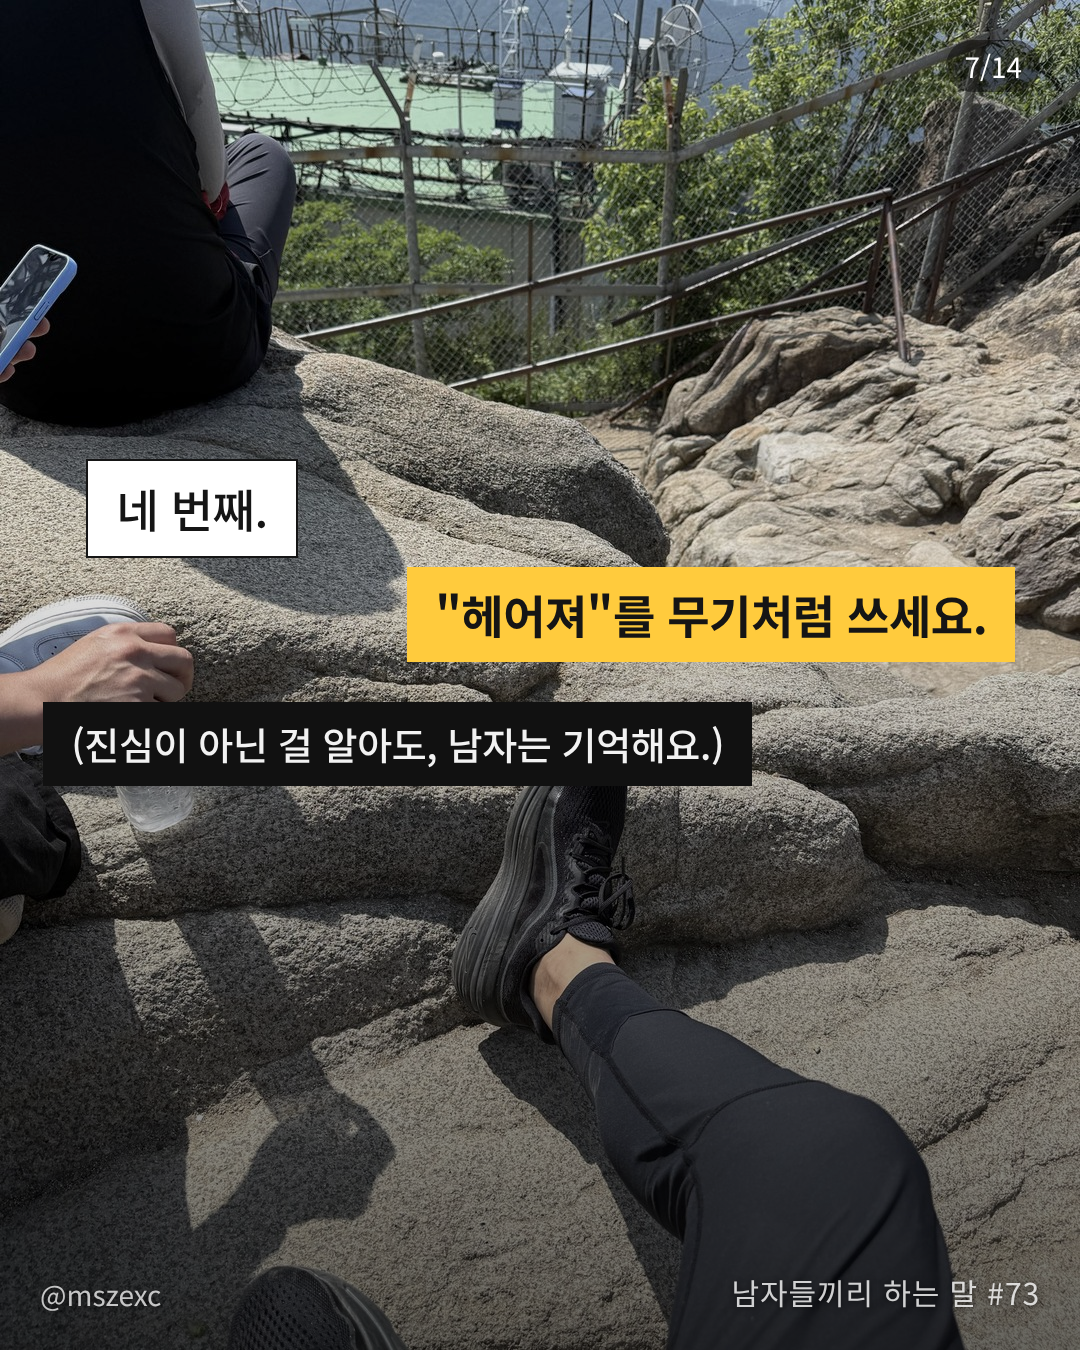 7/14
네 번째.
"헤어져"를 무기처럼 쓰세요.
(진심이 아닌 걸 알아도, 남자는 기억해요.)
@mszexc
남자들끼리 하는 말 #73